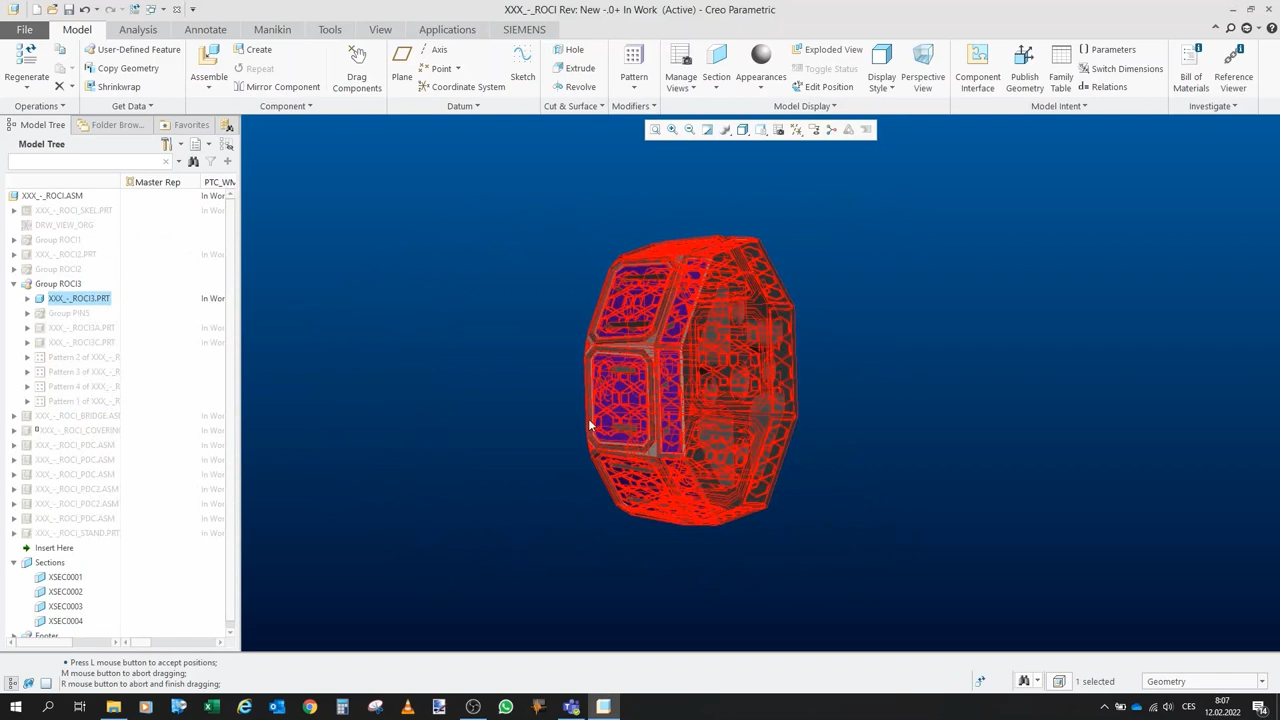 XXX_-_ROCI Rev: New -.0+ In Work (Active) - Creo Parametric
File Model Analysis Annotate Manikin Tools View Applications SIEMENS
Regenerate
User-Defined Feature
Copy Geometry
Shrinkwrap
Assemble
Create
Repeat
Mirror Component
Drag
Components
Plane
Axis
Point
Coordinate System
Sketch
Hole
Extrude
Revolve
Pattern
Manage
Views
Section
Appearances
Exploded View
Toggle Status
Edit Position
Display
Style
Perspective
View
Component
Interface
Publish
Geometry
Family
Table
Parameters
Switch Dimensions
Relations
d=
Bill of
Materials
Reference
Viewer
Operations Get Data Component Datum Cut & Surface Modifiers Model Display Model Intent Investigate
Model Tree Folder Brow... Favorites
Model Tree
Master Rep PTC_WM
XXX_-_ROCI.ASM In Wor
XXX_-_ROCI_SKEL.PRT In Wor
DRW_VIEW_ORG
Group ROCI1
XXX_-_ROCI2.PRT In Wor
Group ROCI2
Group ROCI3
XXX_-_ROCI3.PRT In Wor
Group PIN5
XXX_-_ROCI3A.PRT In Wor
XXX_-_ROCI3C.PRT In Wor
Pattern 2 of XXX_-_R
Pattern 3 of XXX_-_R
Pattern 4 of XXX_-_R
Pattern 1 of XXX_-_R
XXX_-_ROCI_BRIDGE.ASM In Wor
XXX_-_ROCI_COVERING In Wor
XXX_-_ROCI_PDC.ASM In Wor
XXX_-_ROCI_PDC.ASM In Wor
XXX_-_ROCI_PDC.ASM In Wor
XXX_-_ROCI_PDC2.ASM In Wor
XXX_-_ROCI_PDC2.ASM In Wor
XXX_-_ROCI_PDC.ASM In Wor
XXX_-_ROCI_STAND.PRT In Wor
Insert Here
Sections
XSEC0001
XSEC0002
XSEC0003
XSEC0004
Footer
• Press L mouse button to accept positions;
M mouse button to abort dragging;
R mouse button to abort and finish dragging;
1 selected
Geometry
CES
8:07
12.02.2022
14